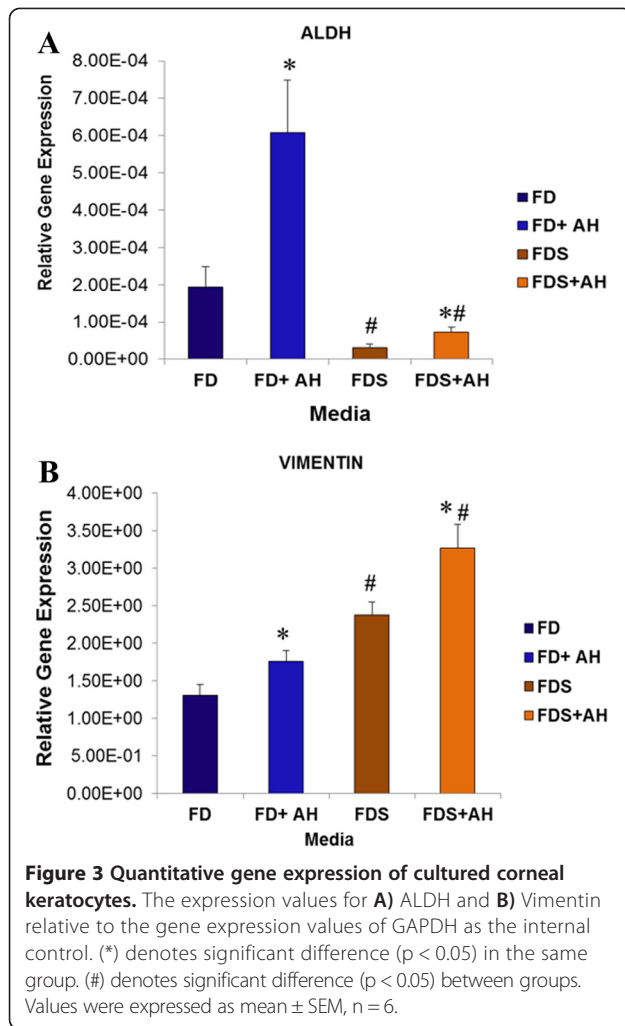 A
ALDH
Relative Gene Expression
8.00E-04
7.00E-04
6.00E-04
5.00E-04
4.00E-04
3.00E-04
2.00E-04
1.00E-04
0.00E+00
*
#
*#
FD
FD+ AH
FDS
FDS+AH
Media
FD
FD+ AH
FDS
FDS+AH
B
VIMENTIN
Relative Gene Expression
4.00E+00
3.50E+00
3.00E+00
2.50E+00
2.00E+00
1.50E+00
1.00E+00
5.00E-01
0.00E+00
*
#
* #
FD
FD+ AH
FDS
FDS+AH
Media
FD
FD+ AH
FDS
FDS+AH
Figure 3 Quantitative gene expression of cultured corneal
keratocytes. The expression values for A) ALDH and B) Vimentin
relative to the gene expression values of GAPDH as the internal
control. (*) denotes significant difference (p < 0.05) in the same
group. (#) denotes significant difference (p < 0.05) between groups.
Values were expressed as mean ± SEM, n = 6.